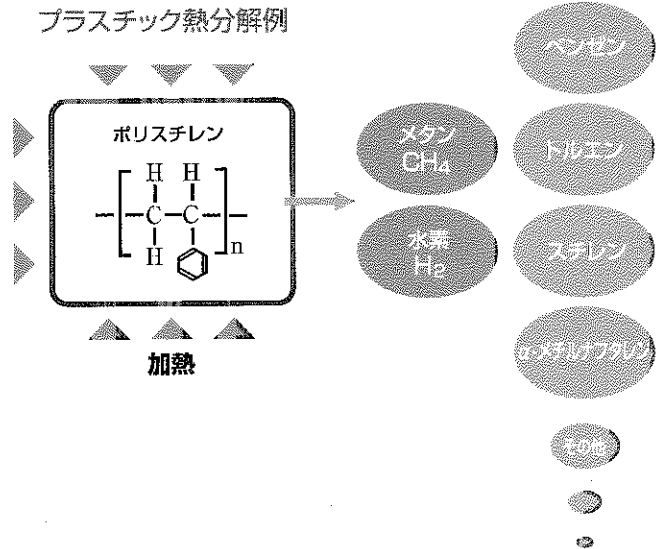 プラスチック熱分解例
ポリスチレン
H H
C C
H
n
加熱
メタン
CH4
水素
H2
ベンゼン
トルエン
スチレン
α-メチルナフタレン
その他